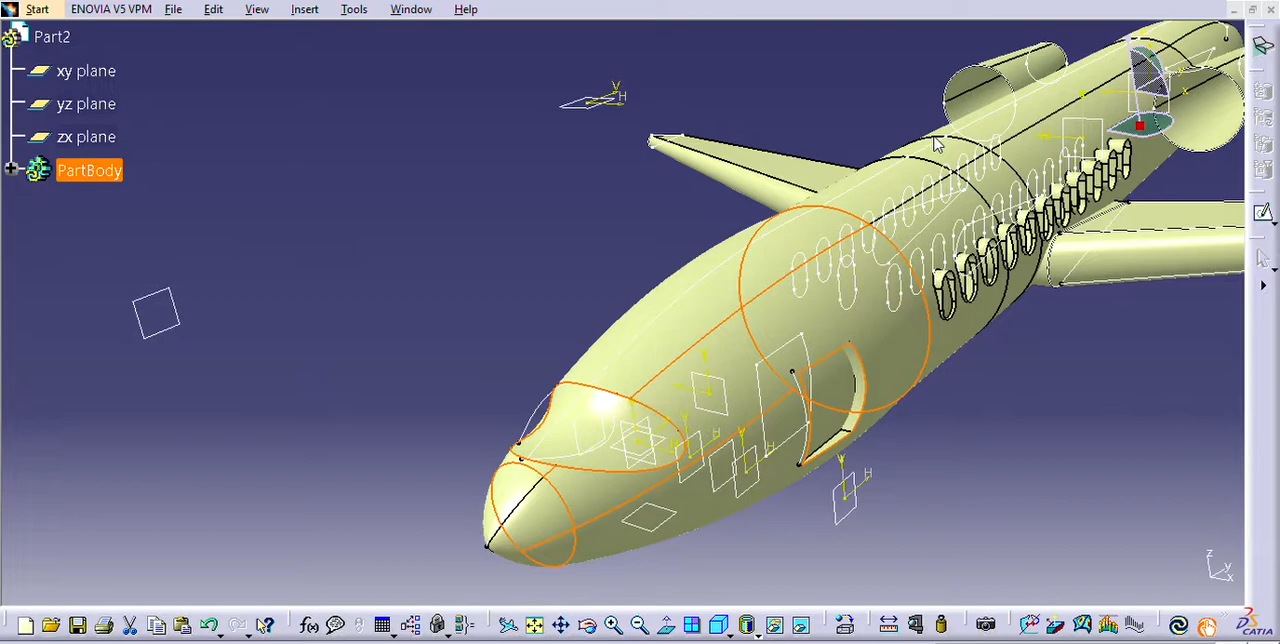 Start ENOVIA V5 VPM File Edit View Insert Tools Window Help
Part2
xy plane
yz plane
zx plane
PartBody
V
H
H
V
H
V
H
H
V
H
x
z
y
x
f(x)
CATIA